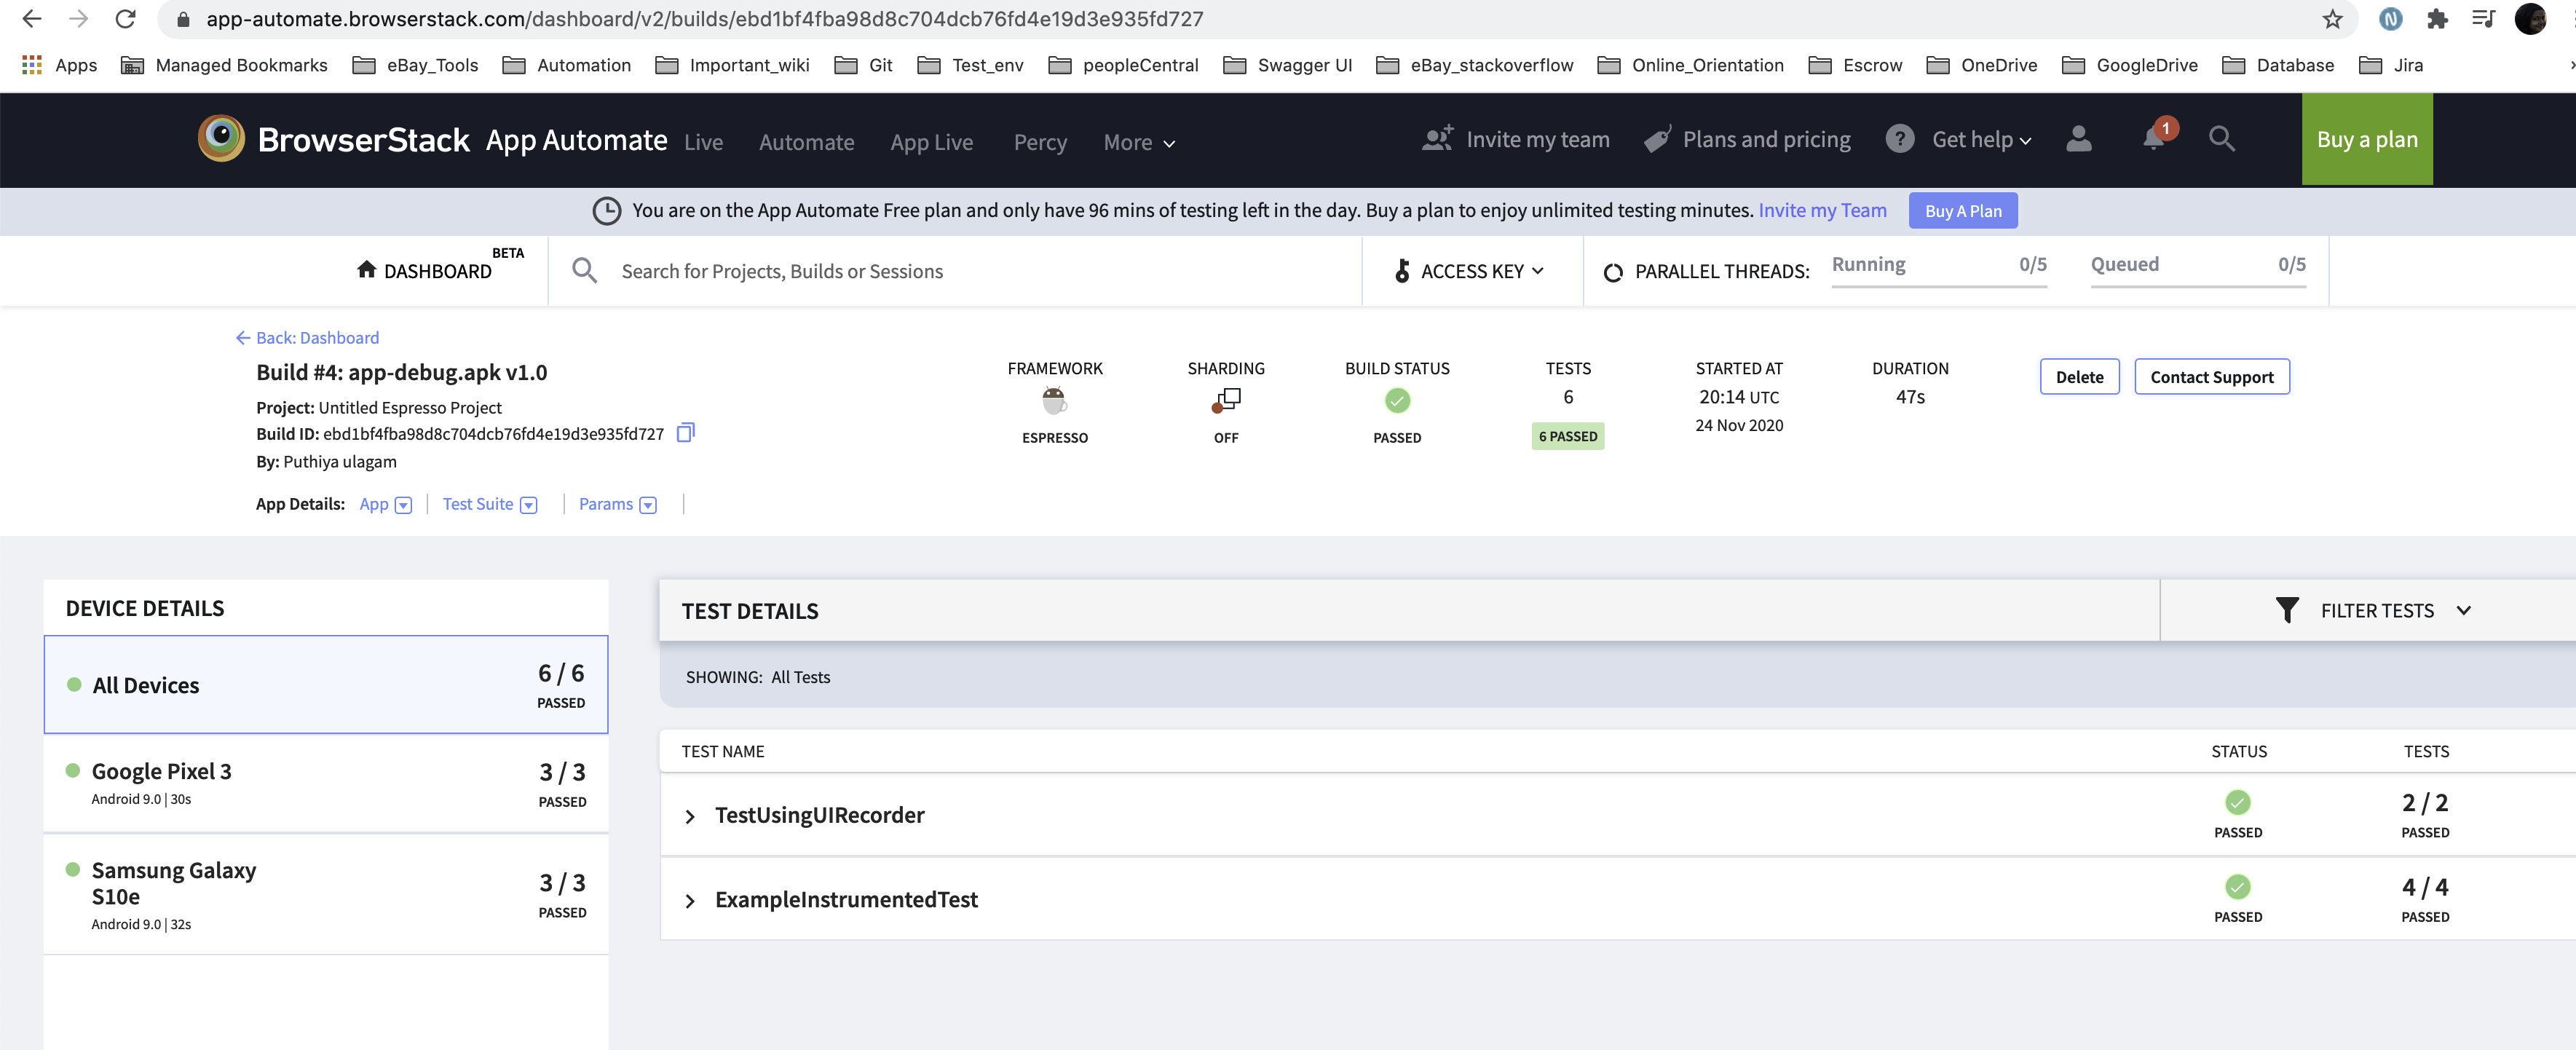 app-automate.browserstack.com/dashboard/v2/builds/ebd1bf4fba98d8c704dcb76fd4e19d3e935fd727
Apps Managed Bookmarks eBay_Tools Automation Important_wiki Git Test_env peopleCentral Swagger UI eBay_stackoverflow Online_Orientation Escrow OneDrive GoogleDrive Database Jira
BrowserStack App Automate Live Automate App Live Percy More Invite my team Plans and pricing ? Get help 1 Buy a plan
You are on the App Automate Free plan and only have 96 mins of testing left in the day. Buy a plan to enjoy unlimited testing minutes. Invite my Team Buy A Plan
DASHBOARD BETA Search for Projects, Builds or Sessions ACCESS KEY PARALLEL THREADS: Running 0/5 Queued 0/5
Back: Dashboard
Build #4: app-debug.apk v1.0
Project: Untitled Espresso Project
Build ID: ebd1bf4fba98d8c704dcb76fd4e19d3e935fd727
By: Puthiya ulagam
App Details: App Test Suite Params
FRAMEWORK SHARDING BUILD STATUS TESTS STARTED AT DURATION
6 20:14 UTC 47s
24 Nov 2020
ESPRESSO OFF PASSED 6 PASSED
Delete Contact Support
DEVICE DETAILS
All Devices 6 / 6
PASSED
Google Pixel 3 3 / 3
Android 9.0 | 30s PASSED
Samsung Galaxy
S10e 3 / 3
PASSED
Android 9.0 | 32s
TEST DETAILS FILTER TESTS
SHOWING: All Tests
TEST NAME STATUS TESTS
TestUsingUIRecorder 2 / 2
PASSED PASSED
ExampleInstrumentedTest 4 / 4
PASSED PASSED